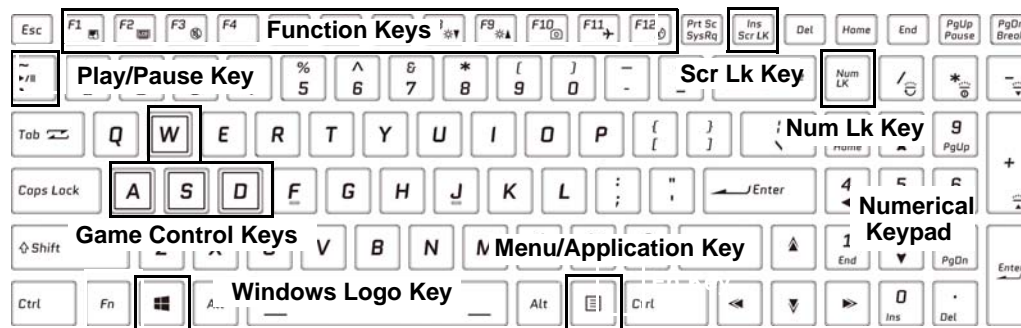 Esc F1 F2 F3 F4 Function Keys F9 F10 F11 F12 Prt Sc SysRq Ins Scr LK Del Home End PgUp Pause PgDn
Play/Pause Key % 5 ^ 6 & 7 * 8 ( 9 ) 0 — - Scr Lk Key Num LK / * -
Tab Q W E R T Y U I O P { [ } ] Num Lk Key 9 PgUp +
Caps Lock A S D F G H J K L : ; " ' Enter 4 5 6
Shift Game Control Keys V B N M Menu/Application Key 1 End Numerical Keypad PgDn Enter
Ctrl Fn Windows Logo Key Alt Ctrl 0 Ins . Del